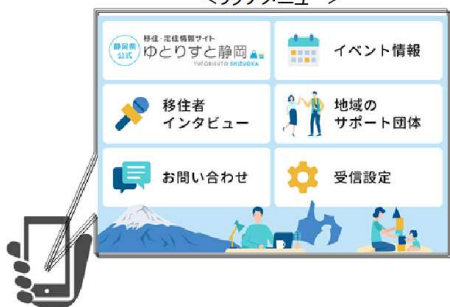 <リッチメニュー>
静岡県
公式
移住・定住情報サイト
ゆとりすと静岡
YUTORISUTO SHIZUOKA
イベント情報
移住者
インタビュー
地域の
サポート団体
お問い合わせ
受信設定